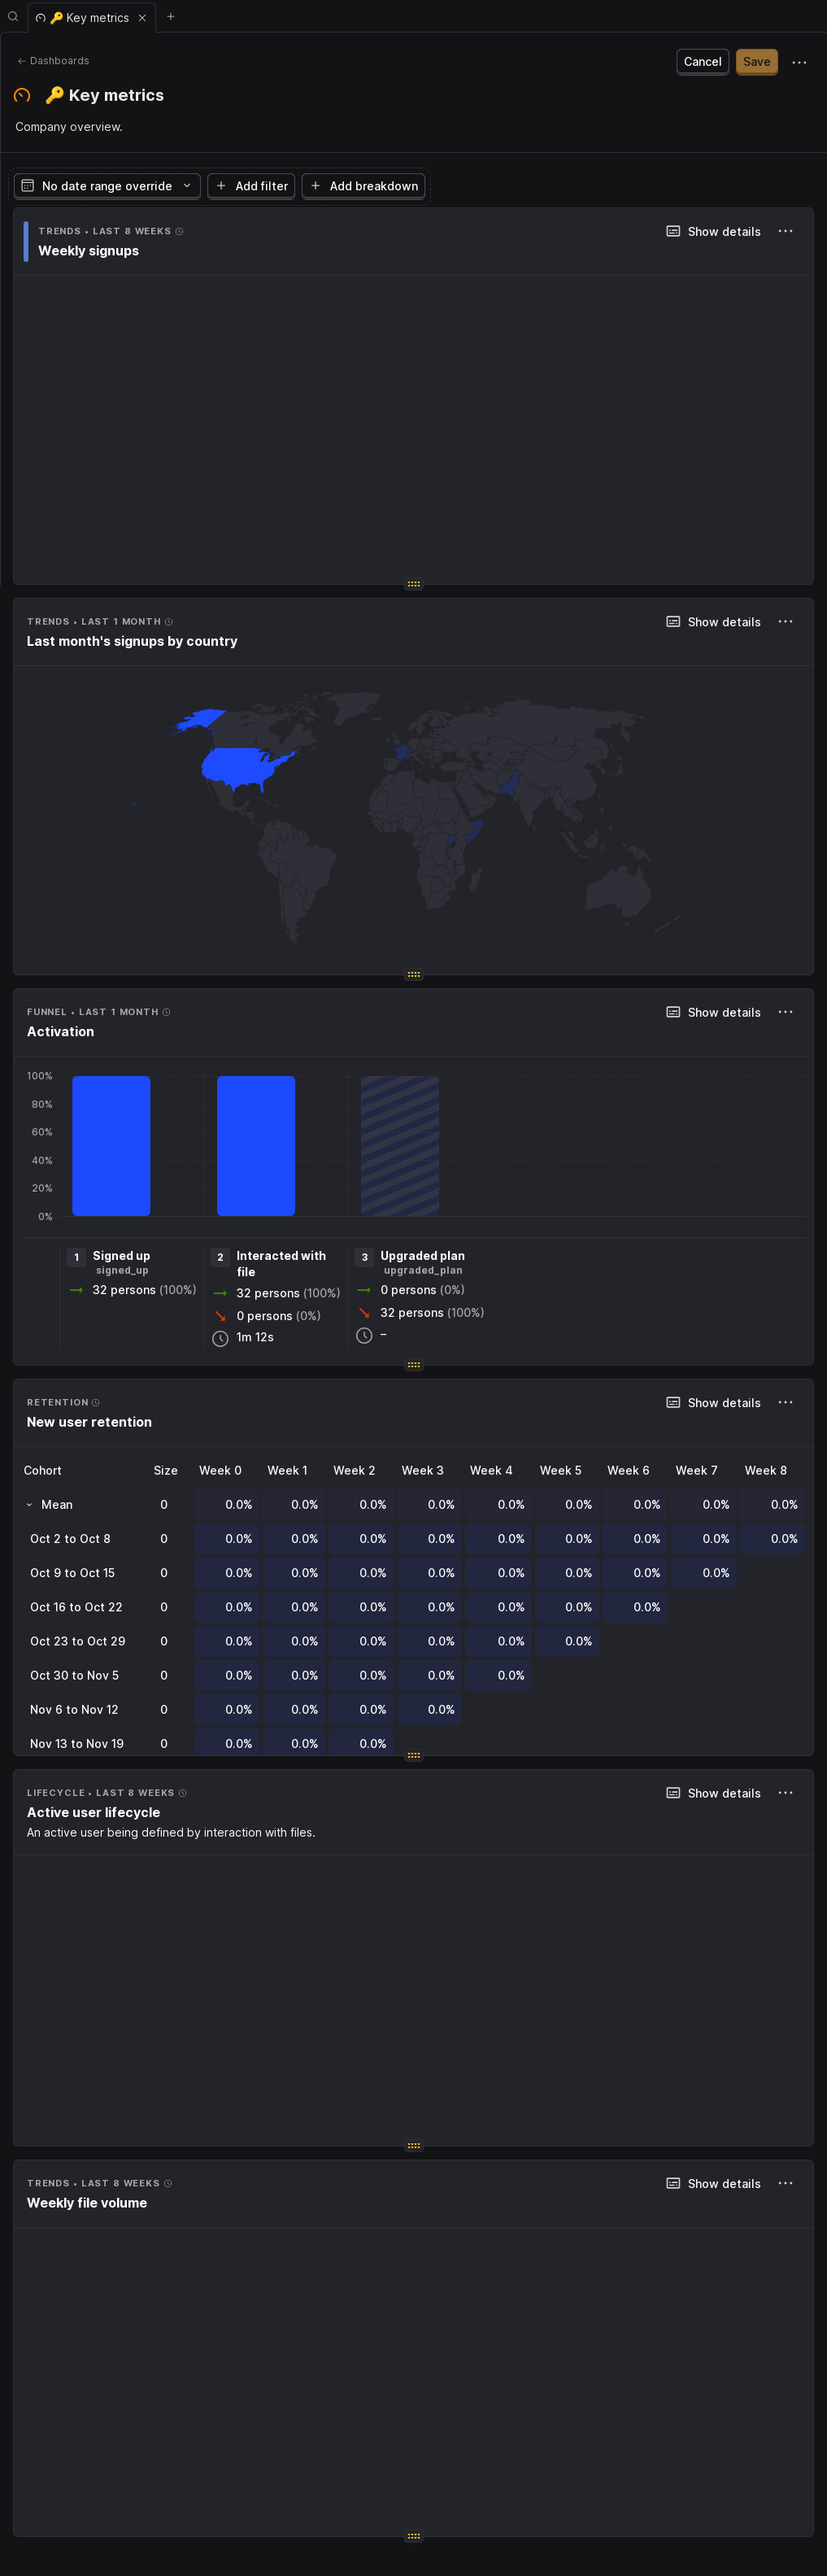 🔑 Key metrics
Dashboards
Cancel
Save
🔑 Key metrics
Company overview.
No date range override
Add filter
Add breakdown
TRENDS • LAST 8 WEEKS
Show details
Weekly signups
TRENDS • LAST 1 MONTH
Show details
Last month's signups by country
FUNNEL • LAST 1 MONTH
Show details
Activation
100%
80%
60%
40%
20%
0%
1 Signed up
signed_up
32 persons (100%)
2 Interacted with
file
32 persons (100%)
0 persons (0%)
1m 12s
3 Upgraded plan
upgraded_plan
0 persons (0%)
32 persons (100%)
–
RETENTION
Show details
New user retention
Cohort Size Week 0 Week 1 Week 2 Week 3 Week 4 Week 5 Week 6 Week 7 Week 8
Mean 0 0.0% 0.0% 0.0% 0.0% 0.0% 0.0% 0.0% 0.0% 0.0%
Oct 2 to Oct 8 0 0.0% 0.0% 0.0% 0.0% 0.0% 0.0% 0.0% 0.0% 0.0%
Oct 9 to Oct 15 0 0.0% 0.0% 0.0% 0.0% 0.0% 0.0% 0.0% 0.0%
Oct 16 to Oct 22 0 0.0% 0.0% 0.0% 0.0% 0.0% 0.0% 0.0%
Oct 23 to Oct 29 0 0.0% 0.0% 0.0% 0.0% 0.0% 0.0%
Oct 30 to Nov 5 0 0.0% 0.0% 0.0% 0.0% 0.0%
Nov 6 to Nov 12 0 0.0% 0.0% 0.0% 0.0%
Nov 13 to Nov 19 0 0.0% 0.0% 0.0%
LIFECYCLE • LAST 8 WEEKS
Show details
Active user lifecycle
An active user being defined by interaction with files.
TRENDS • LAST 8 WEEKS
Show details
Weekly file volume